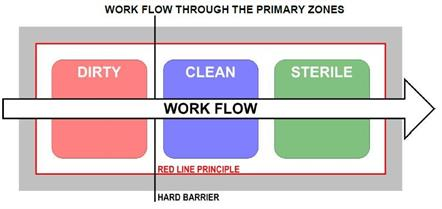 WORK FLOW THROUGH THE PRIMARY ZONES
DIRTY
CLEAN
STERILE
WORK FLOW
RED LINE PRINCIPLE
HARD BARRIER